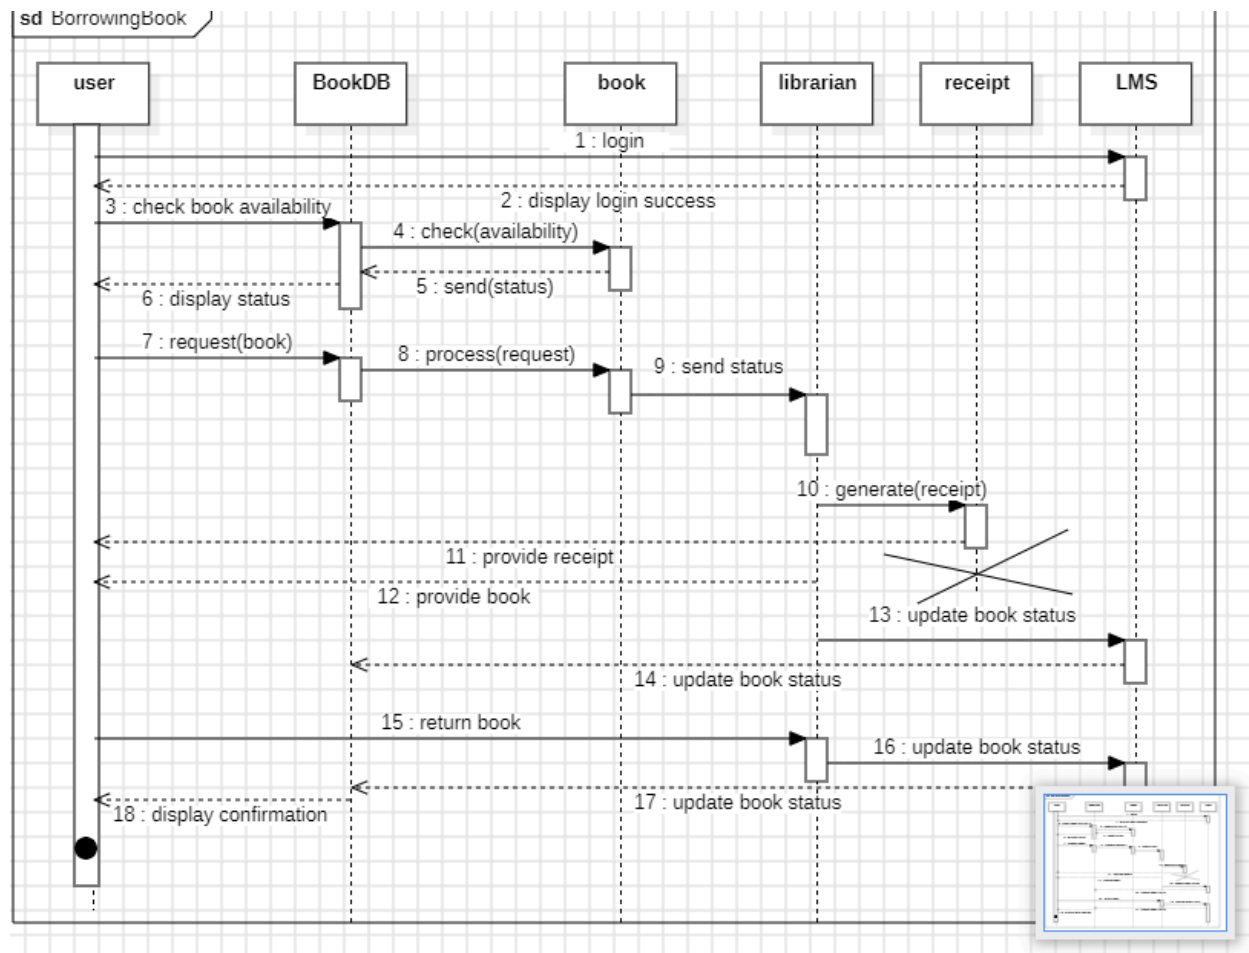 sd BorrowingBook
user
BookDB
book
librarian
receipt
LMS
1 : login
2 : display login success
3 : check book availability
4 : check(availability)
5 : send(status)
6 : display status
7 : request(book)
8 : process(request)
9 : send status
10 : generate(receipt)
11 : provide receipt
12 : provide book
13 : update book status
14 : update book status
15 : return book
16 : update book status
17 : update book status
18 : display confirmation